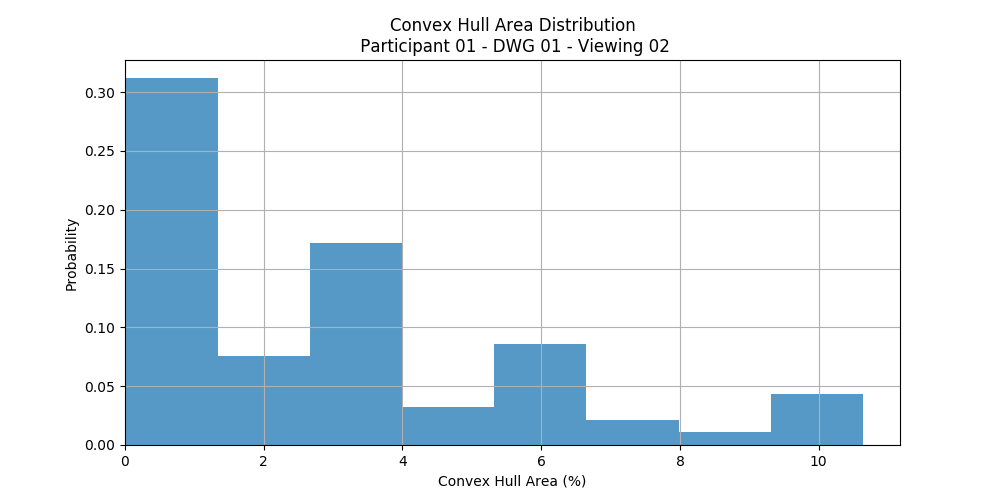 Convex Hull Area Distribution
Participant 01 - DWG 01 - Viewing 02
0.30
0.25
0.20
0.15
0.10
0.05
0.00
Probability
0 2 4 6 8 10
Convex Hull Area (%)